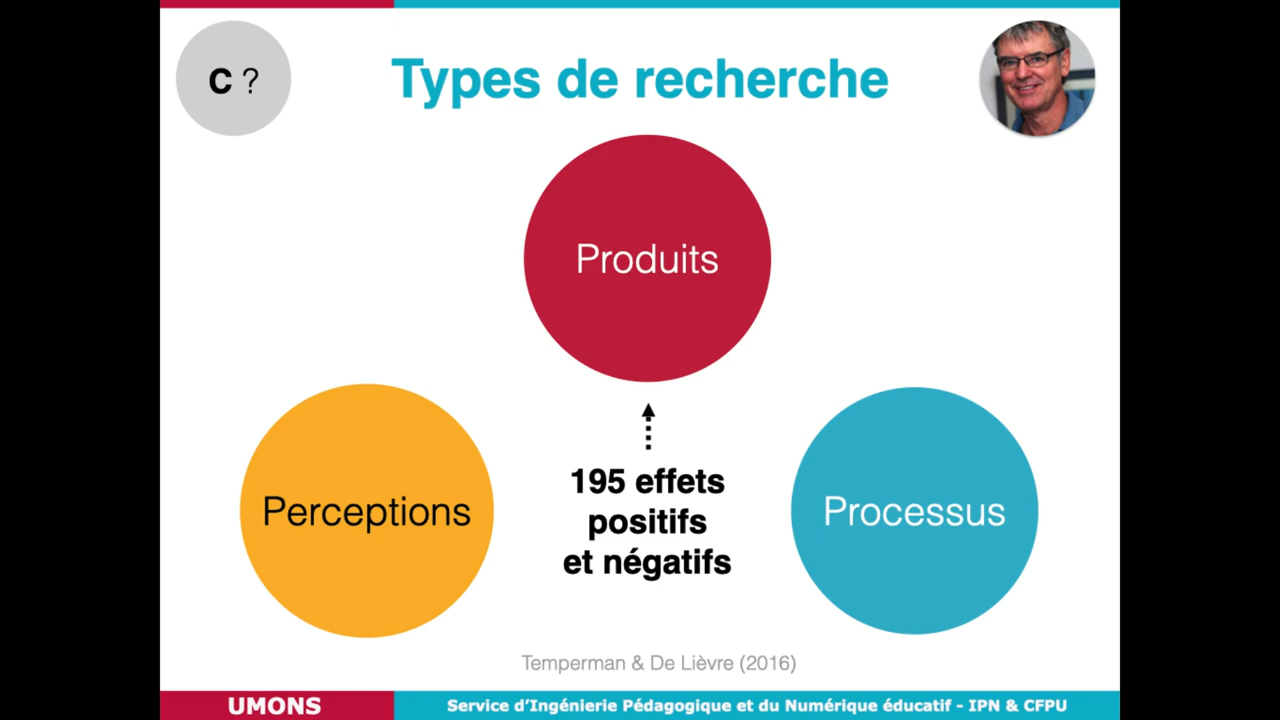 C ?
Types de recherche
Produits
195 effets
positifs
et négatifs
Perceptions
Processus
Temperman & De Lièvre (2016)
UMONS
Service d'Ingénierie Pédagogique et du Numérique éducatif - IPN & CFPU